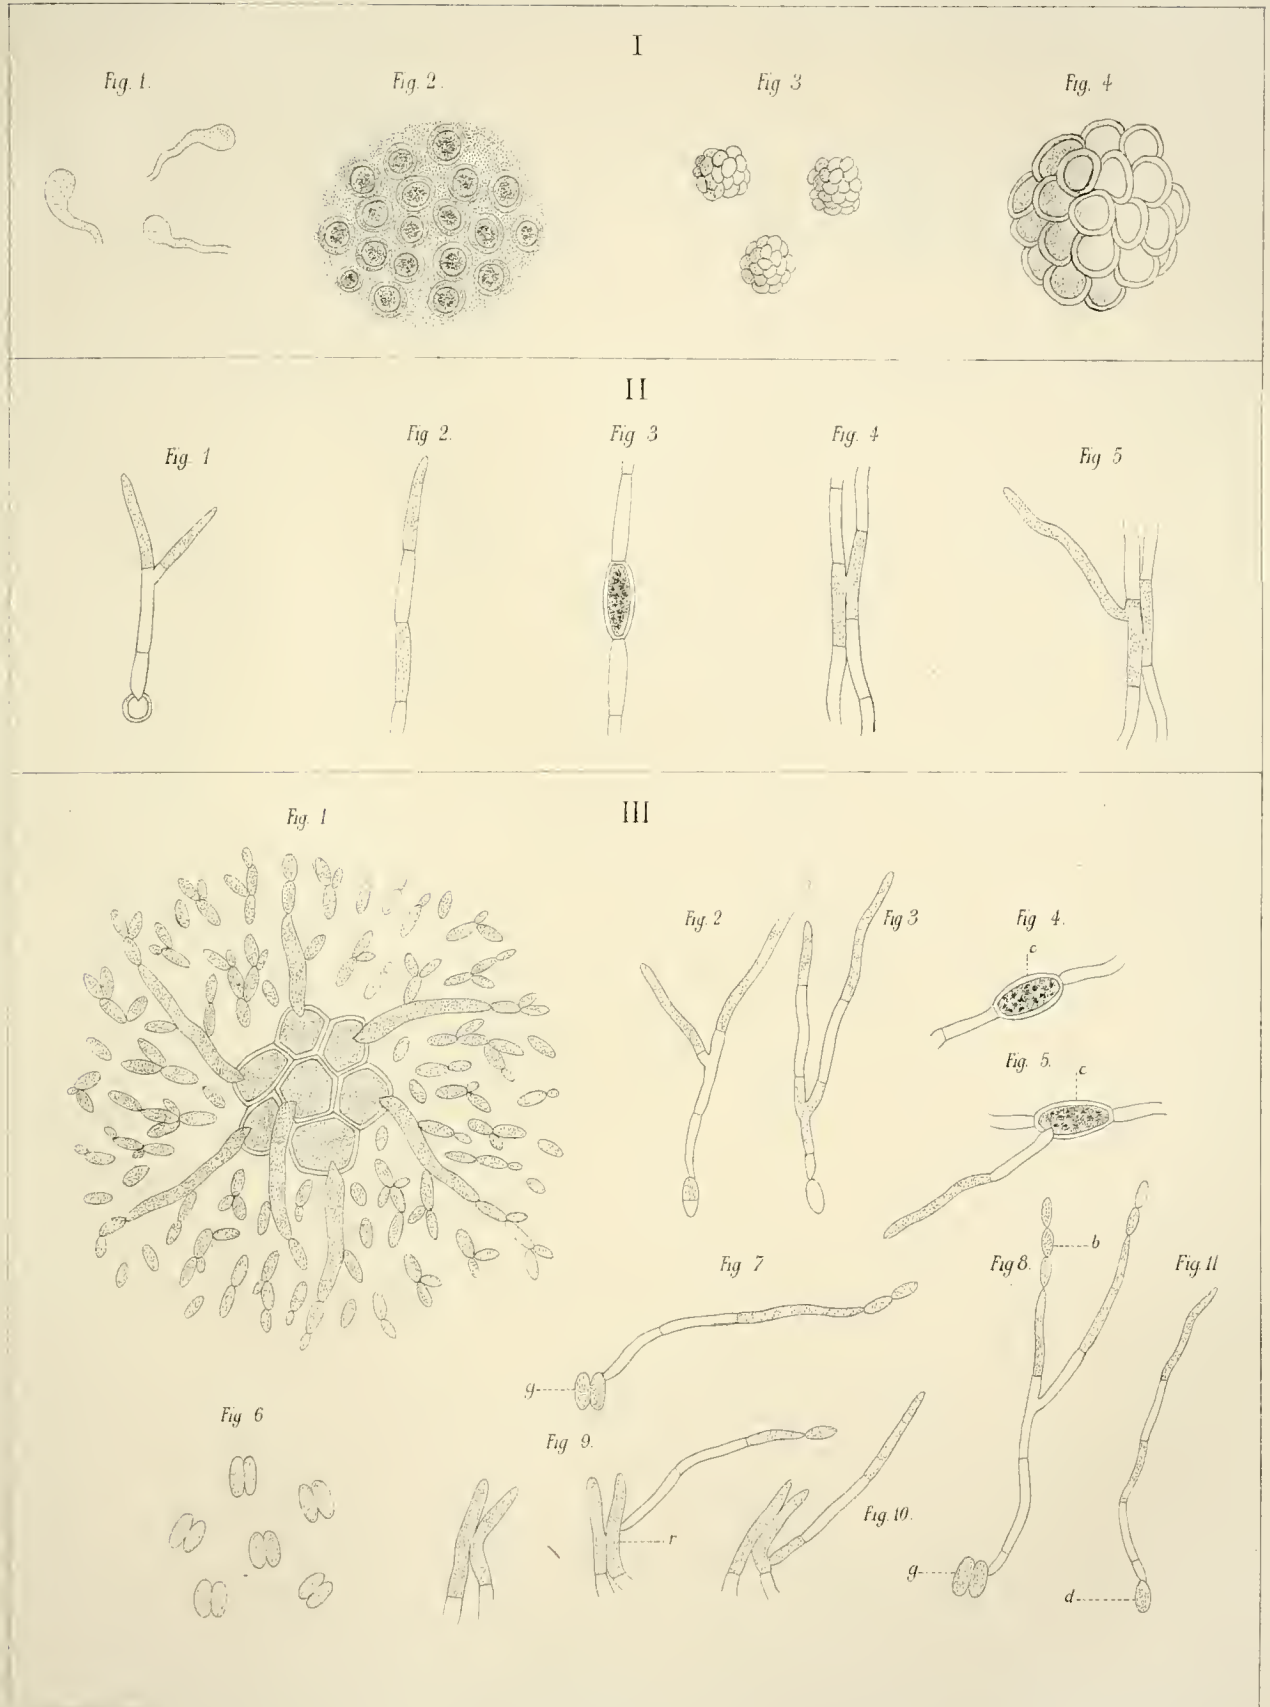 I
Fig. 1.
Fig. 2.
Fig 3
Fig. 4
II
Fig. 1
Fig 2.
Fig 3
Fig. 4
Fig 5
III
Fig. 1
Fig. 2
Fig 3
Fig 4.
c
Fig. 5.
c
Fig 7
Fig 8.
b
Fig. 11
g
Fig 6
Fig 9.
r
Fig. 10.
g
d